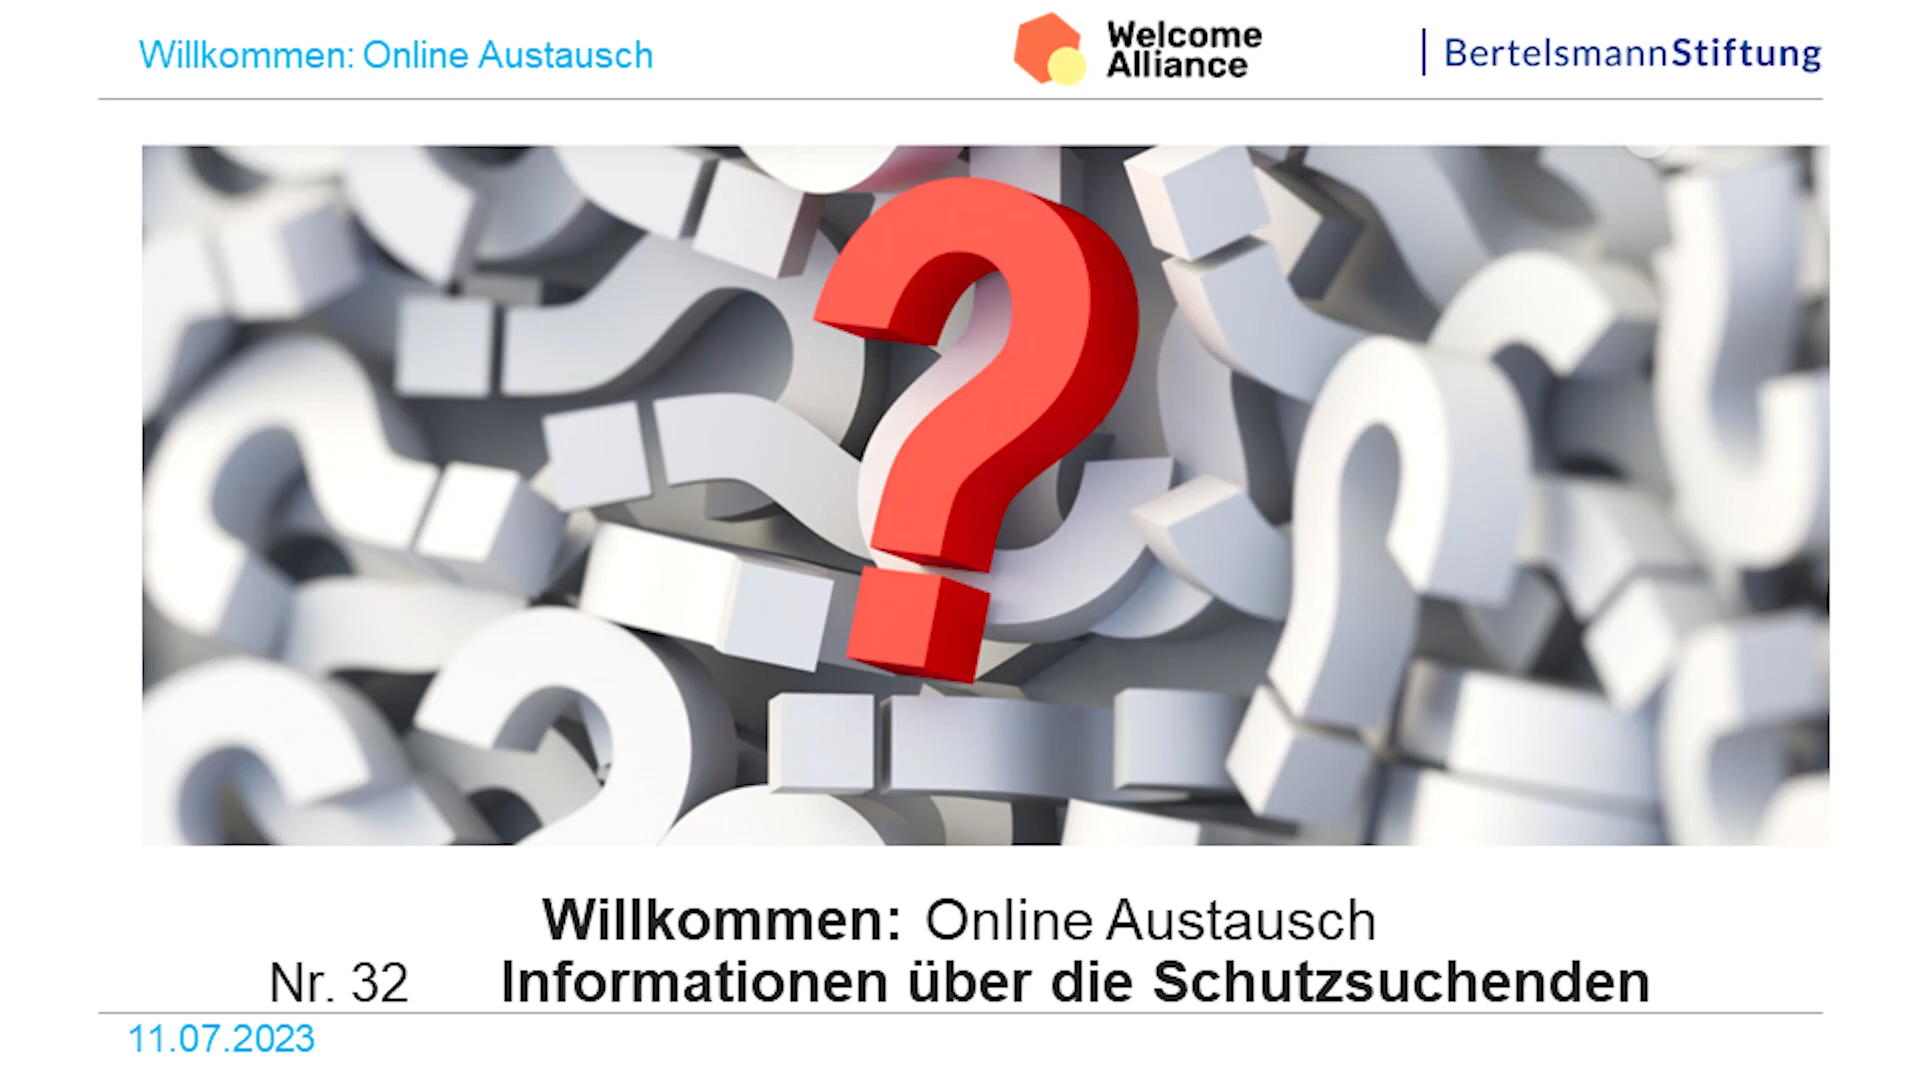 Willkommen: Online Austausch
Welcome
Alliance
BertelsmannStiftung
Willkommen: Online Austausch
Nr. 32 Informationen über die Schutzsuchenden
11.07.2023